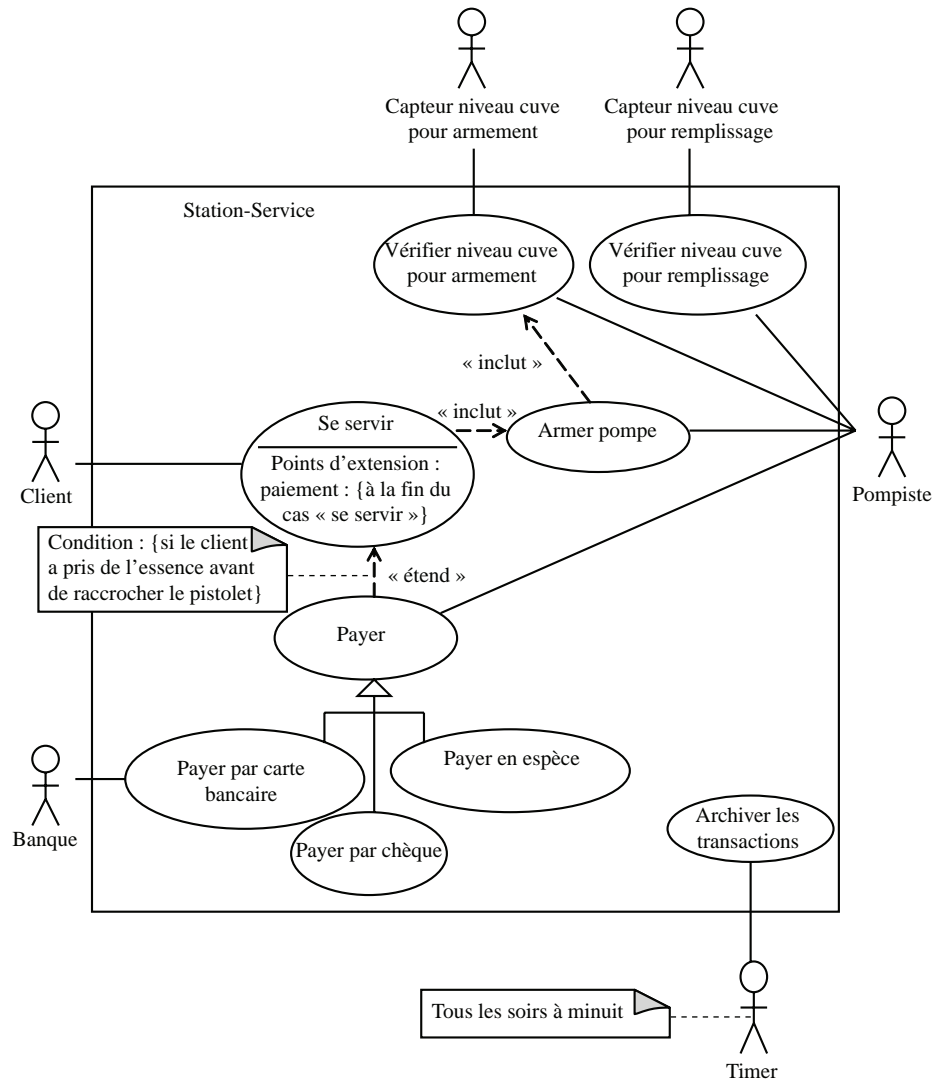 Capteur niveau cuve
pour armement
Capteur niveau cuve
pour remplissage
Station-Service
Vérifier niveau cuve
pour armement
Vérifier niveau cuve
pour remplissage
« inclut »
« inclut »
Se servir
Points d’extension :
paiement : {à la fin du
cas « se servir »}
Armer pompe
Client
Pompiste
Condition : {si le client
a pris de l’essence avant
de raccrocher le pistolet}
« étend »
Payer
Payer par carte
bancaire
Payer en espèce
Banque
Payer par chèque
Archiver les
transactions
Tous les soirs à minuit
Timer